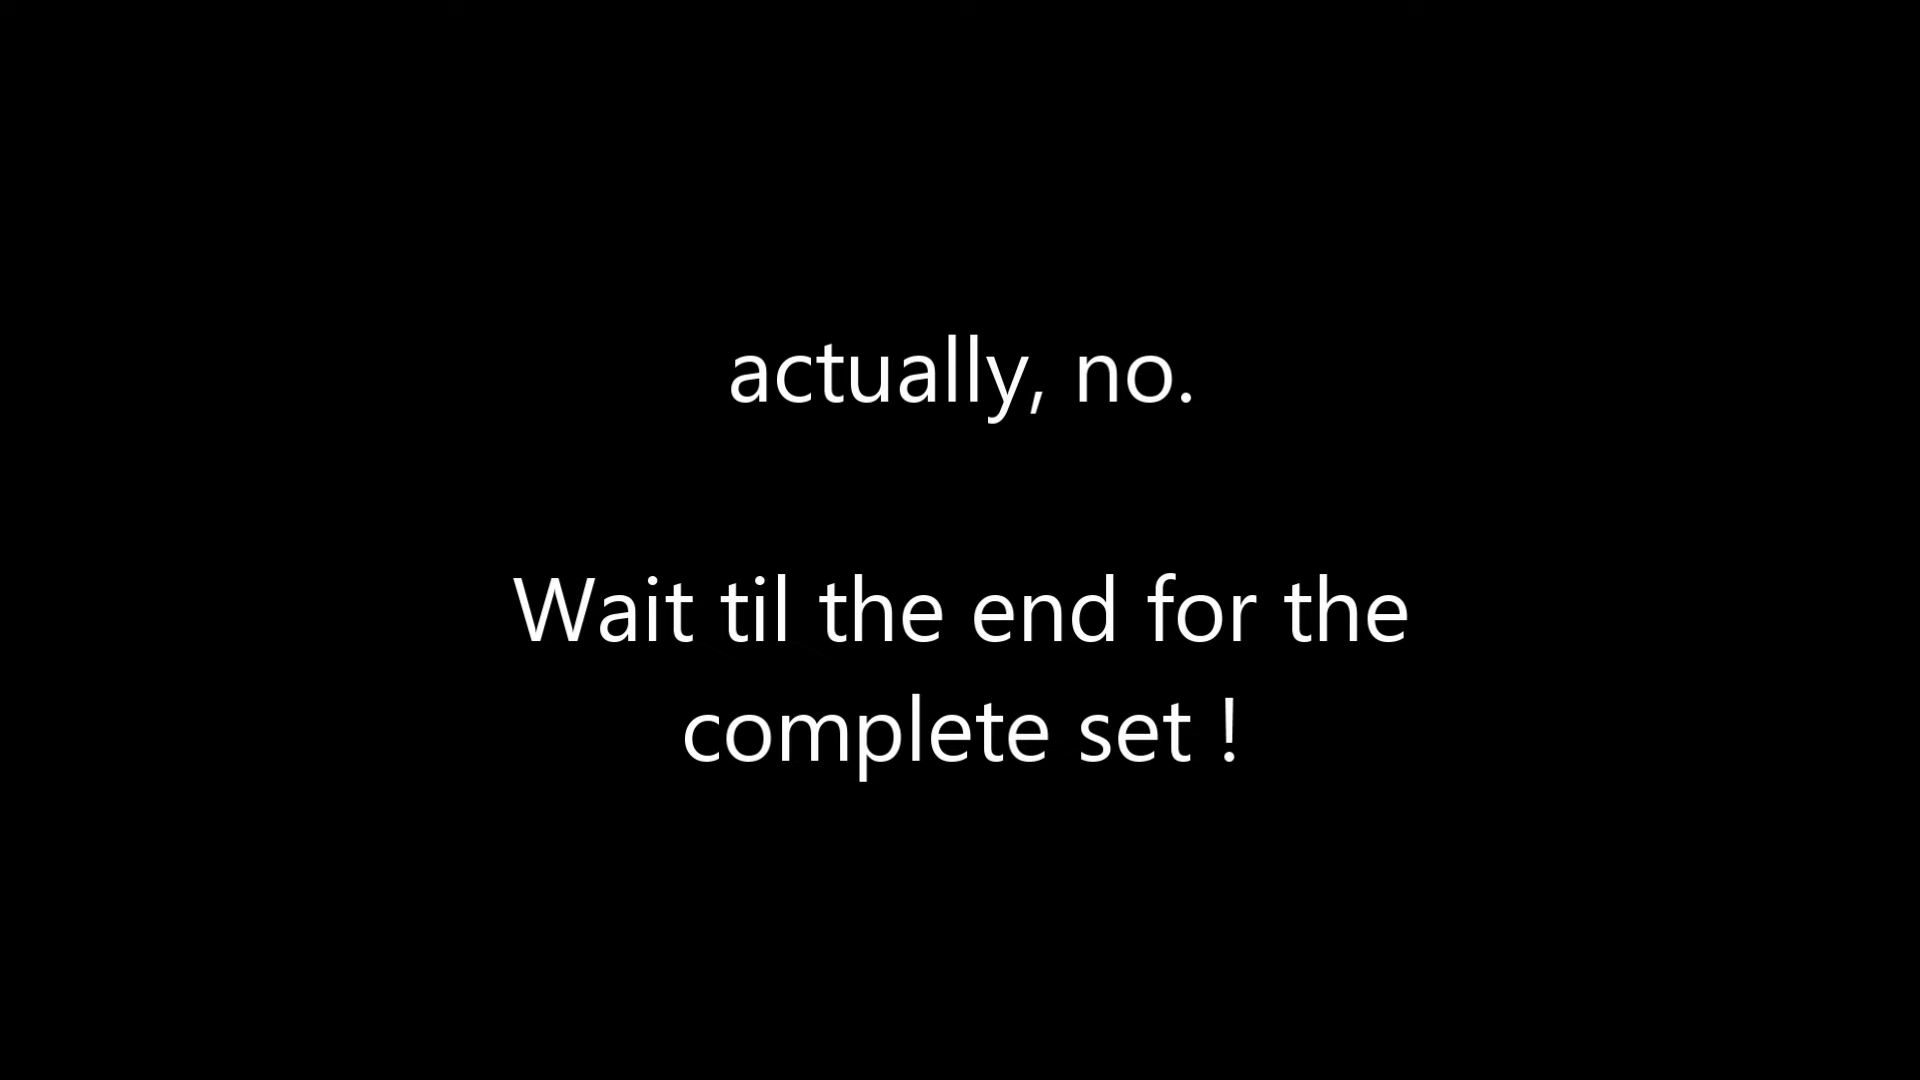 actually, no.
Wait til the end for the
complete set !